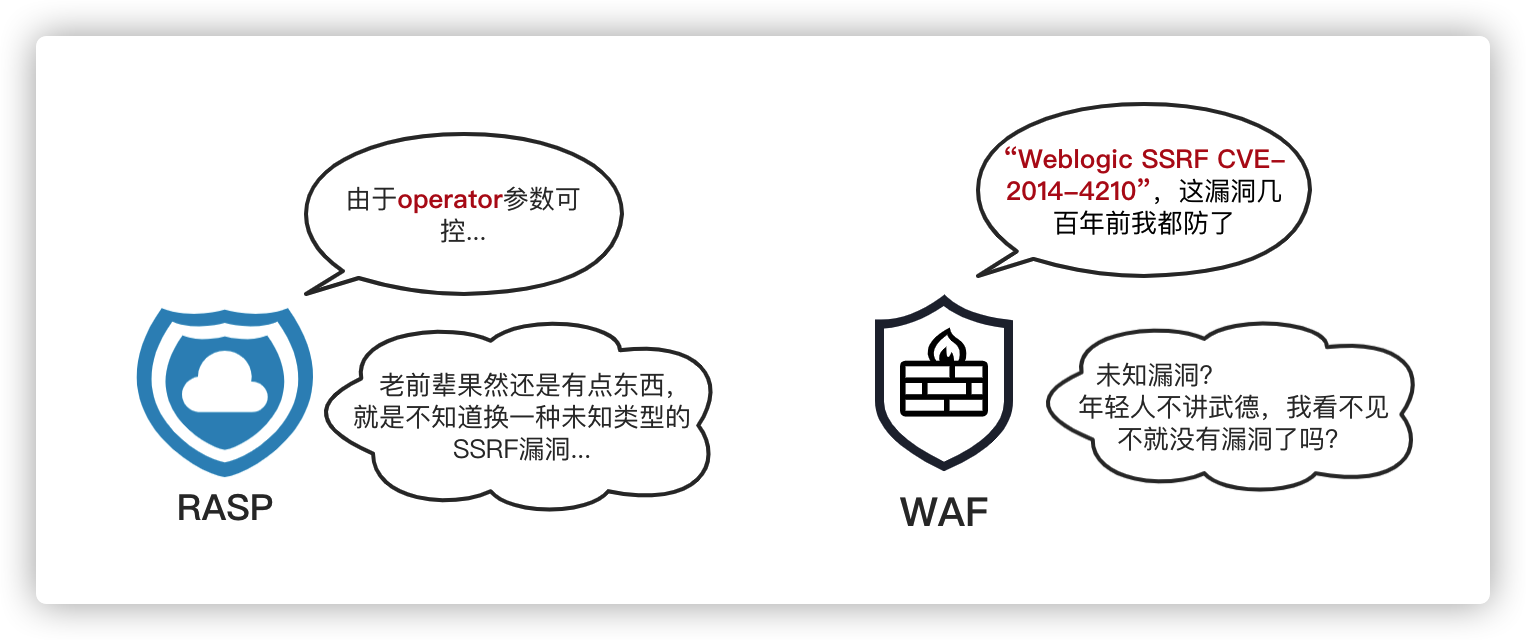 由于operator参数可
控...
老前辈果然还是有点东西，
就是不知道换一种未知类型的
SSRF漏洞...
RASP
“Weblogic SSRF CVE-
2014-4210”，这漏洞几
百年前我都防了
未知漏洞？
年轻人不讲武德，我看不见
不就没有漏洞了吗？
WAF